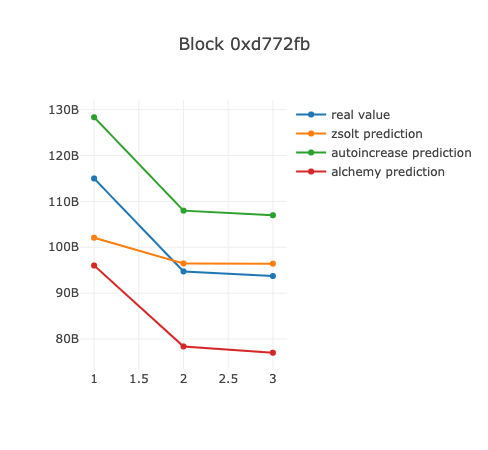 Block 0xd772fb
130B
120B
110B
100B
90B
80B
1
1.5
2
2.5
3
real value
zsolt prediction
autoincrease prediction
alchemy prediction